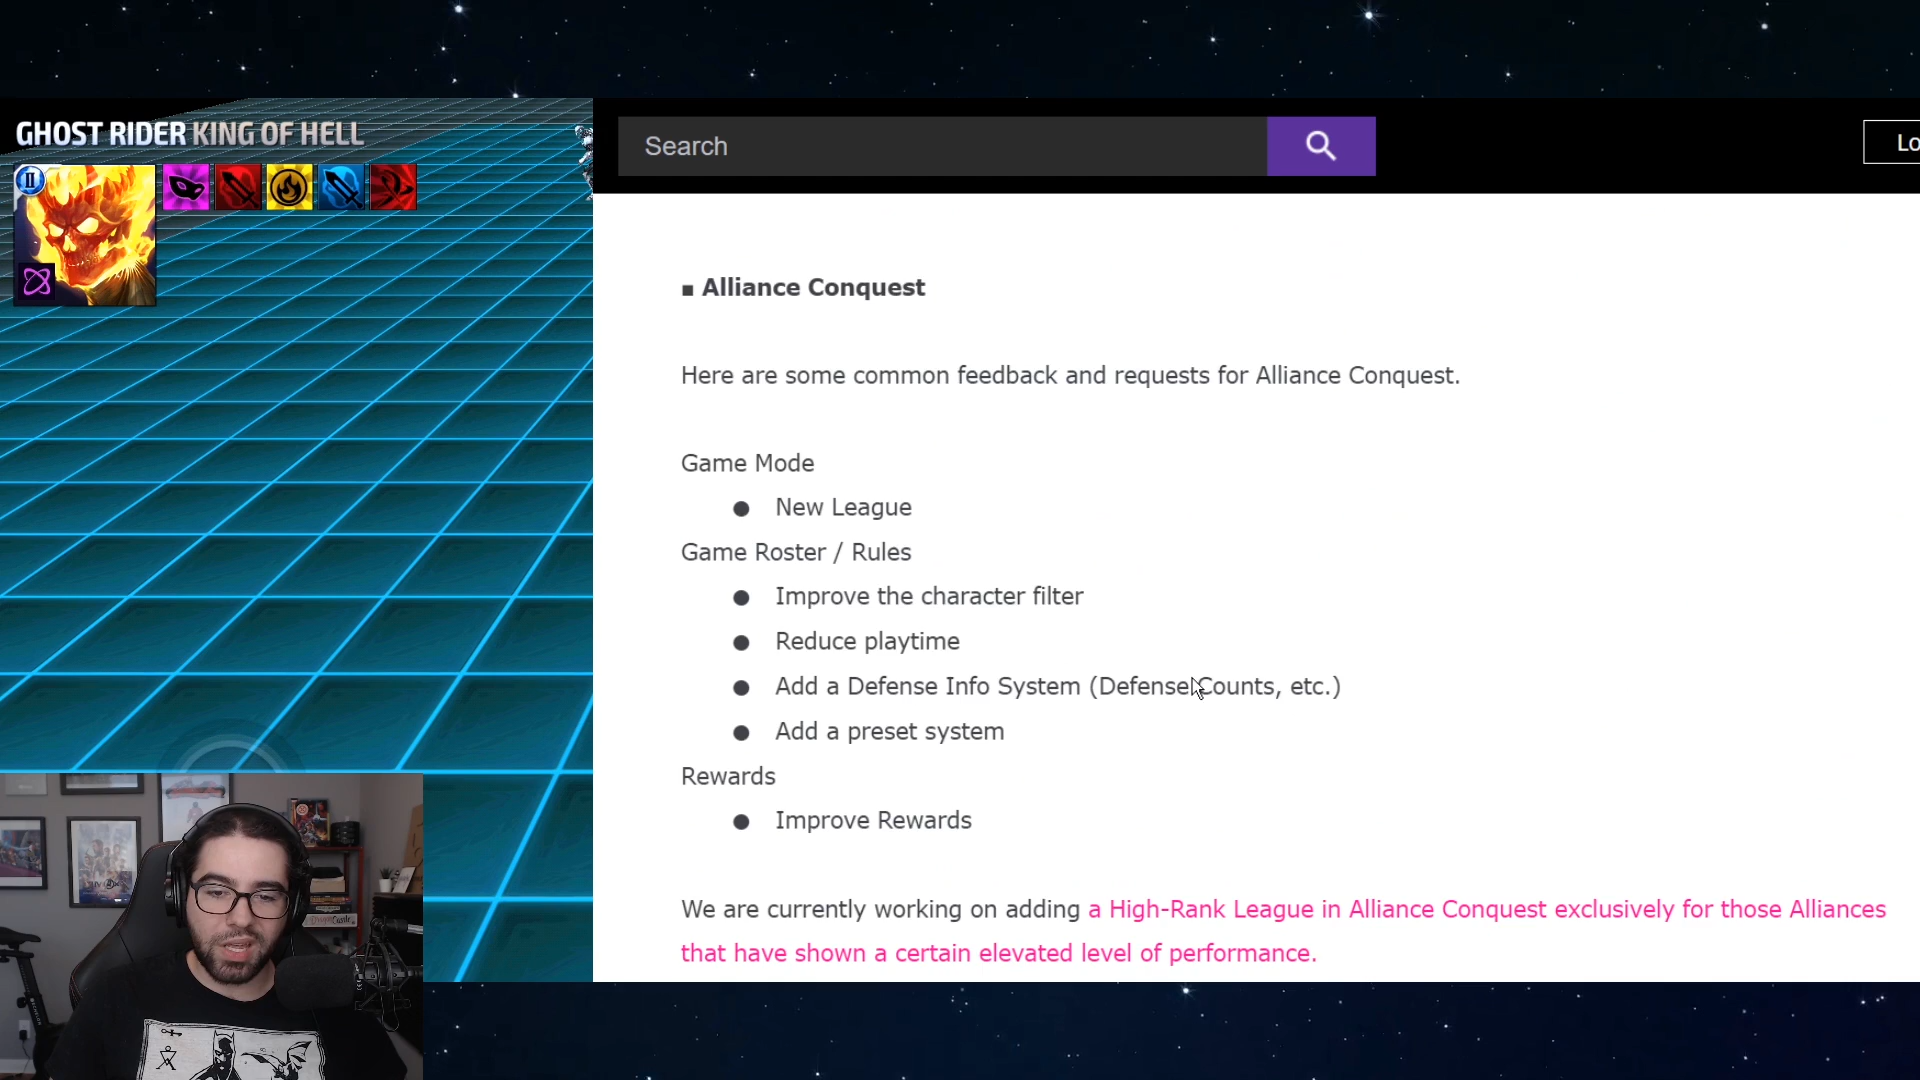 GHOST RIDER KING OF HELL
II
Search
Lo
■ Alliance Conquest
Here are some common feedback and requests for Alliance Conquest.
Game Mode
● New League
Game Roster / Rules
● Improve the character filter
● Reduce playtime
● Add a Defense Info System (Defense Counts, etc.)
● Add a preset system
Rewards
● Improve Rewards
We are currently working on adding a High-Rank League in Alliance Conquest exclusively for those Alliances
that have shown a certain elevated level of performance.